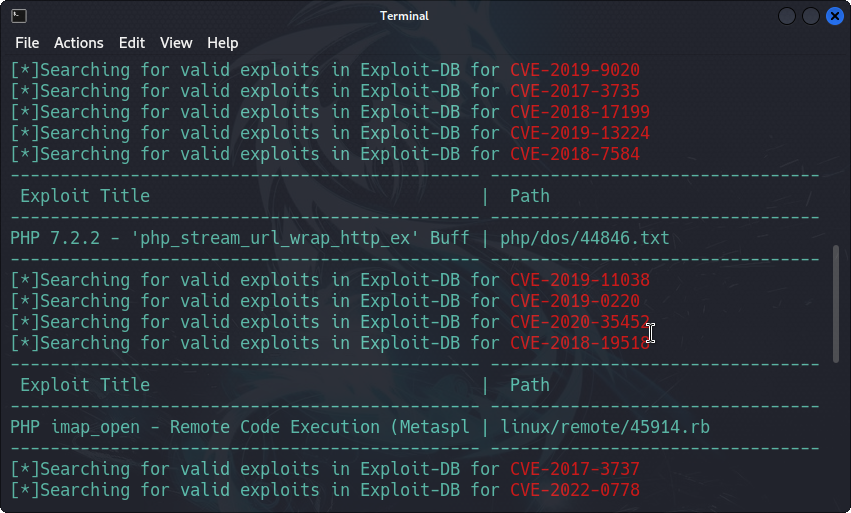 Terminal
File Actions Edit View Help
[*]Searching for valid exploits in Exploit-DB for CVE-2019-9020
[*]Searching for valid exploits in Exploit-DB for CVE-2017-3735
[*]Searching for valid exploits in Exploit-DB for CVE-2018-17199
[*]Searching for valid exploits in Exploit-DB for CVE-2019-13224
[*]Searching for valid exploits in Exploit-DB for CVE-2018-7584
----------------------------------------------- ---------------------------------
Exploit Title | Path
----------------------------------------------- ---------------------------------
PHP 7.2.2 - 'php_stream_url_wrap_http_ex' Buff | php/dos/44846.txt
----------------------------------------------- ---------------------------------
[*]Searching for valid exploits in Exploit-DB for CVE-2019-11038
[*]Searching for valid exploits in Exploit-DB for CVE-2019-0220
[*]Searching for valid exploits in Exploit-DB for CVE-2020-35452
[*]Searching for valid exploits in Exploit-DB for CVE-2018-19518
----------------------------------------------- ---------------------------------
Exploit Title | Path
----------------------------------------------- ---------------------------------
PHP imap_open - Remote Code Execution (Metaspl | linux/remote/45914.rb
----------------------------------------------- ---------------------------------
[*]Searching for valid exploits in Exploit-DB for CVE-2017-3737
[*]Searching for valid exploits in Exploit-DB for CVE-2022-0778